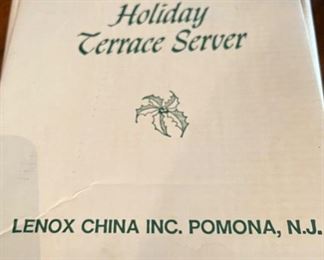 Holiday
Terrace Server
LENOX CHINA INC. POMONA, N.J.